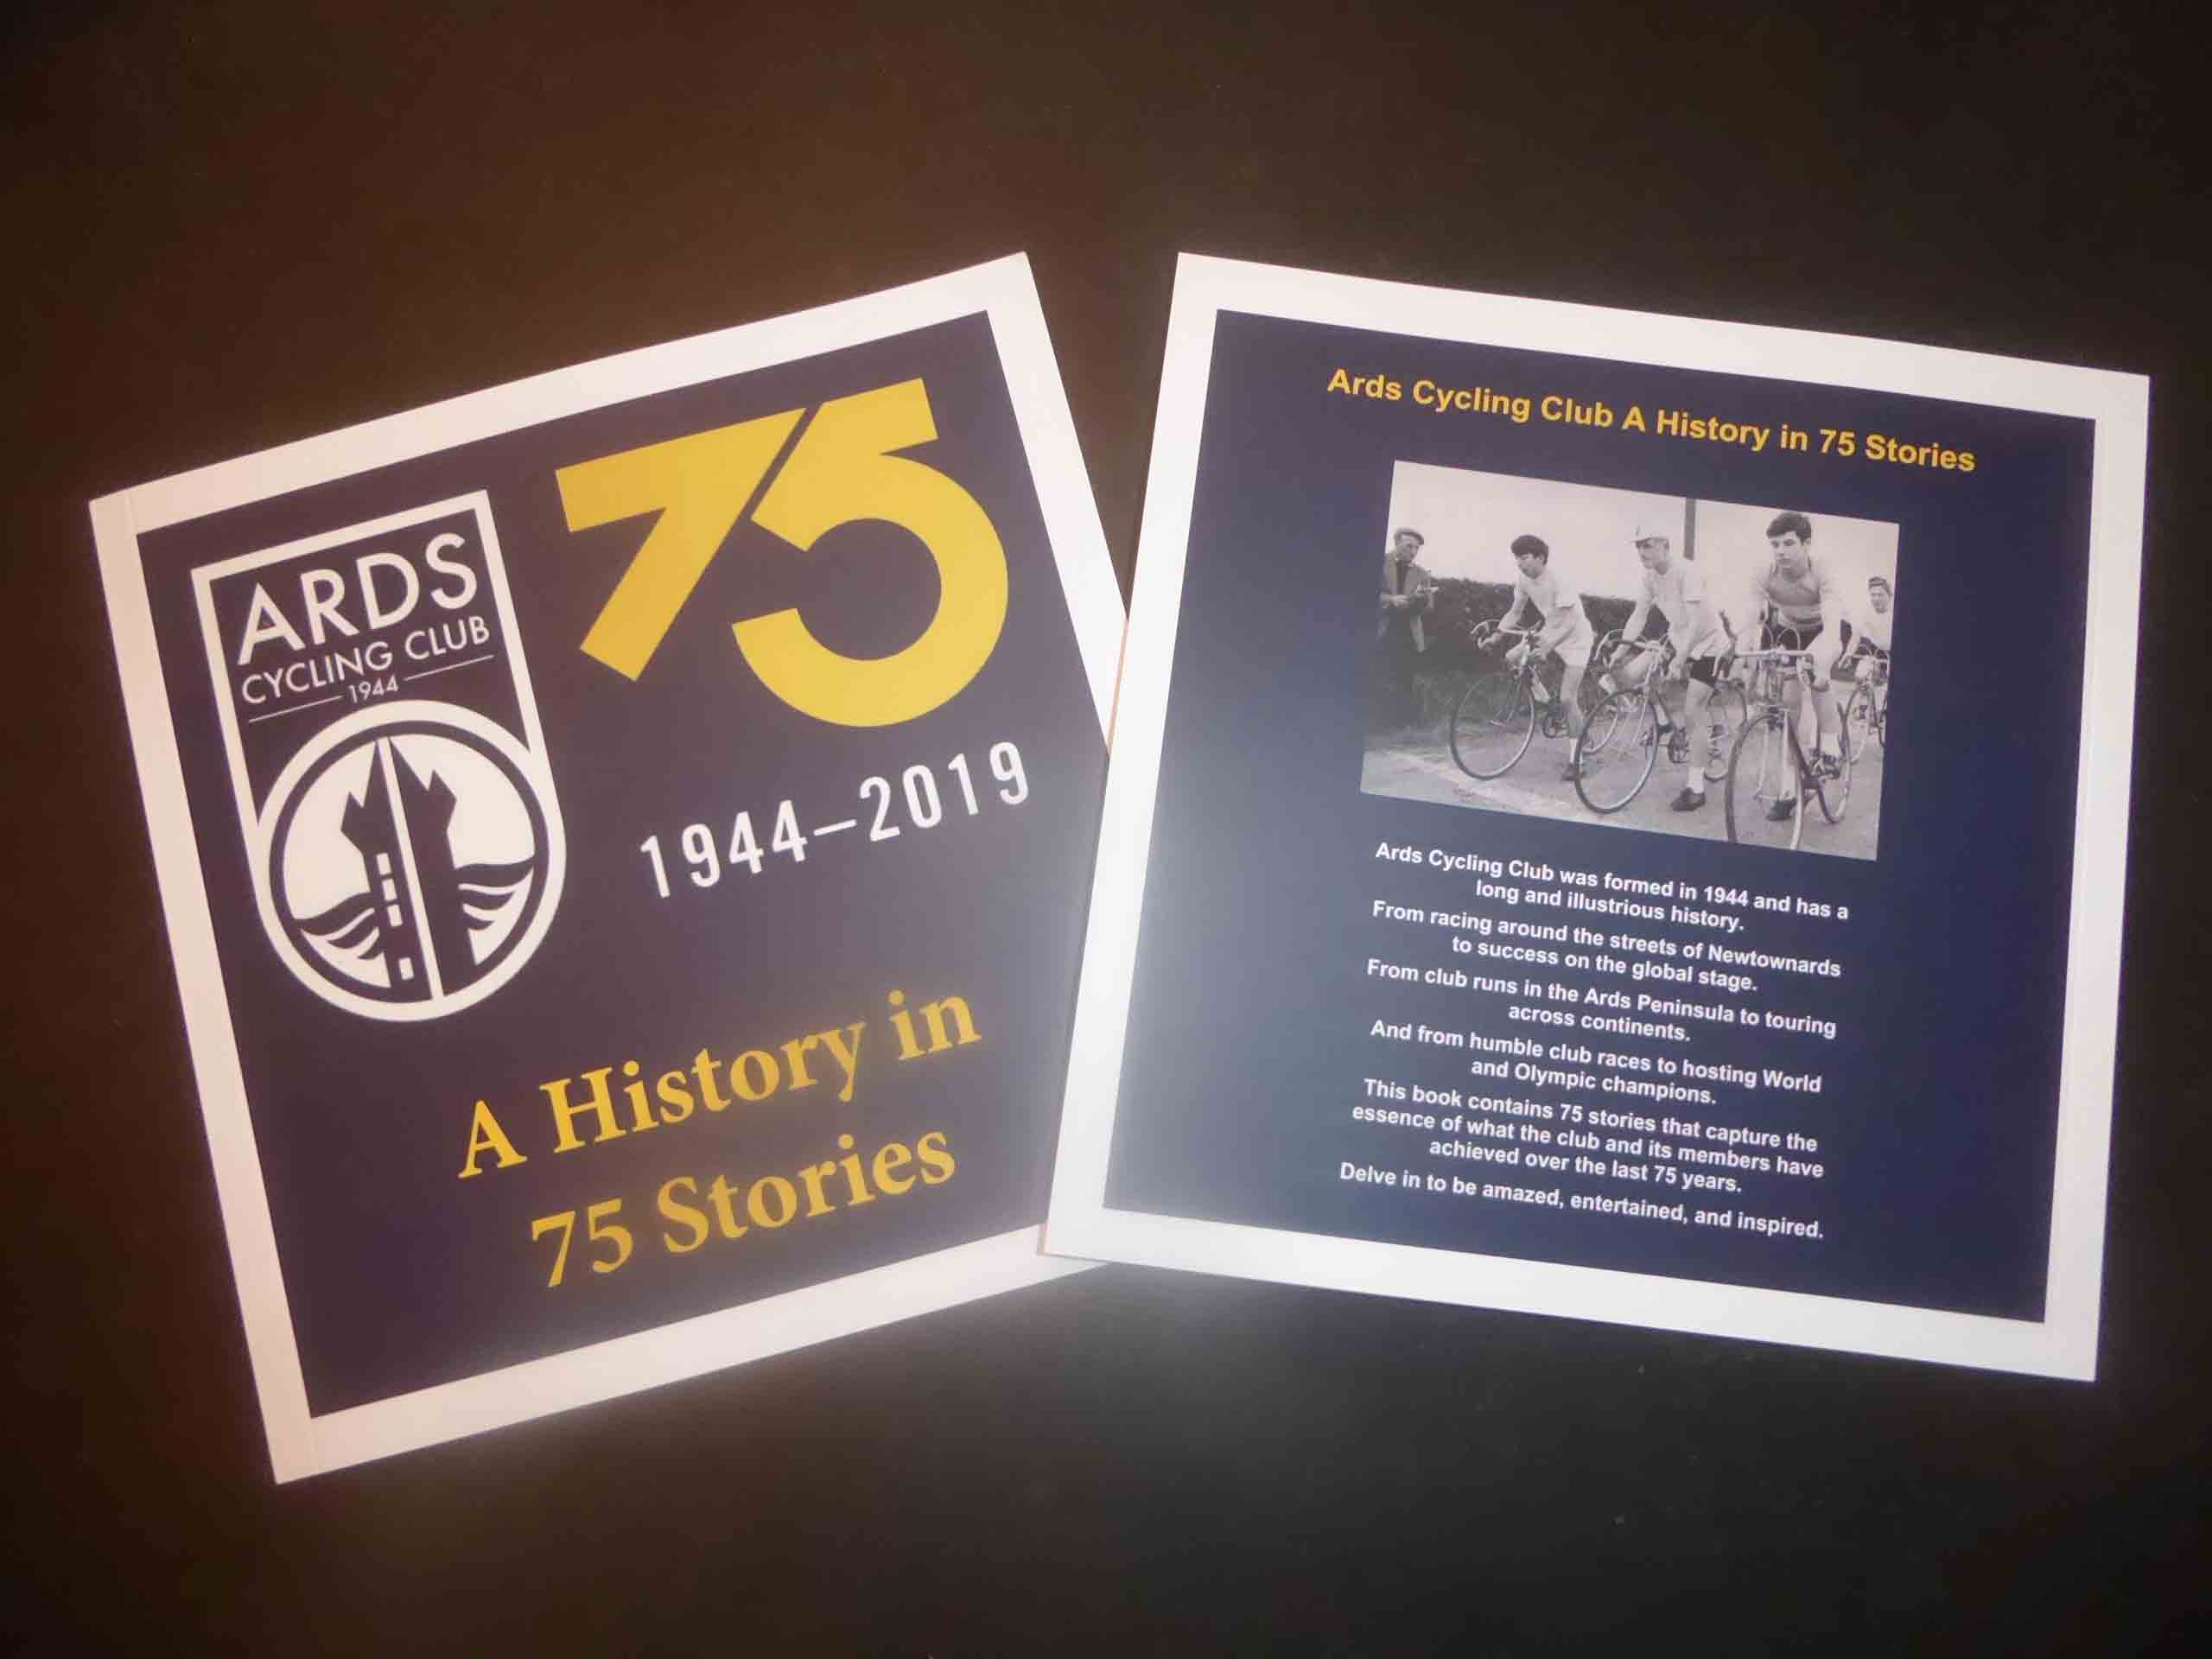 ARDS
CYCLING CLUB
1944
75
1944–2019
A History in
75 Stories
Ards Cycling Club A History in 75 Stories
Ards Cycling Club was formed in 1944 and has a
long and illustrious history.
From racing around the streets of Newtownards
to success on the global stage.
From club runs in the Ards Peninsula to touring
across continents.
And from humble club races to hosting World
and Olympic champions.
This book contains 75 stories that capture the
essence of what the club and its members have
achieved over the last 75 years.
Delve in to be amazed, entertained, and inspired.